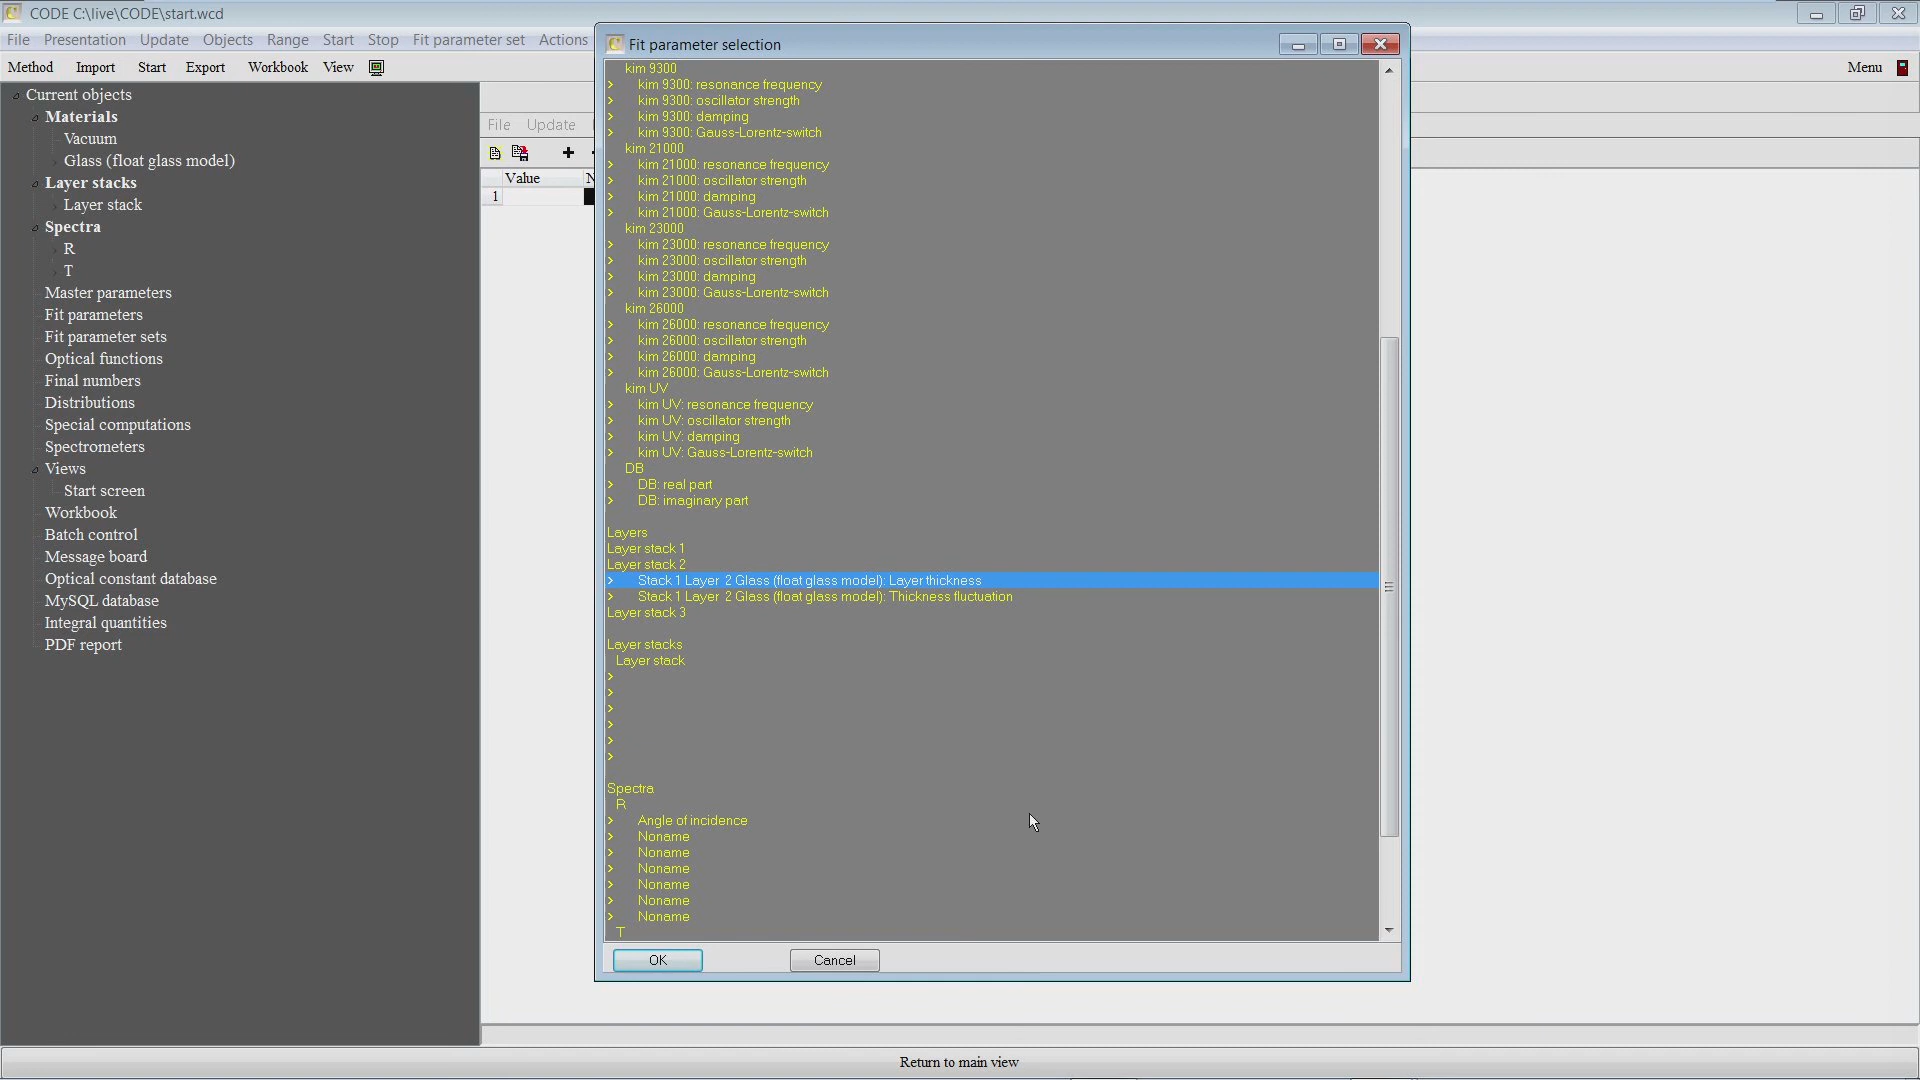 CODE C:\live\CODE\start.wcd
File Presentation Update Objects Range Start Stop Fit parameter set Actions
Method Import Start Export Workbook View Menu
Current objects
Materials
Vacuum
Glass (float glass model)
Layer stacks
Layer stack
Spectra
R
T
Master parameters
Fit parameters
Fit parameter sets
Optical functions
Final numbers
Distributions
Special computations
Spectrometers
Views
Start screen
Workbook
Batch control
Message board
Optical constant database
MySQL database
Integral quantities
PDF report
File Update
Value N
1
Fit parameter selection
kim 9300
> kim 9300: resonance frequency
> kim 9300: oscillator strength
> kim 9300: damping
> kim 9300: Gauss-Lorentz-switch
kim 21000
> kim 21000: resonance frequency
> kim 21000: oscillator strength
> kim 21000: damping
> kim 21000: Gauss-Lorentz-switch
kim 23000
> kim 23000: resonance frequency
> kim 23000: oscillator strength
> kim 23000: damping
> kim 23000: Gauss-Lorentz-switch
kim 26000
> kim 26000: resonance frequency
> kim 26000: oscillator strength
> kim 26000: damping
> kim 26000: Gauss-Lorentz-switch
kim UV
> kim UV: resonance frequency
> kim UV: oscillator strength
> kim UV: damping
> kim UV: Gauss-Lorentz-switch
DB
> DB: real part
> DB: imaginary part
Layers
Layer stack 1
Layer stack 2
> Stack 1 Layer 2 Glass (float glass model): Layer thickness
> Stack 1 Layer 2 Glass (float glass model): Thickness fluctuation
Layer stack 3
Layer stacks
Layer stack
>
>
>
>
>
>
Spectra
R
> Angle of incidence
> Noname
> Noname
> Noname
> Noname
> Noname
> Noname
T
OK Cancel
Return to main view